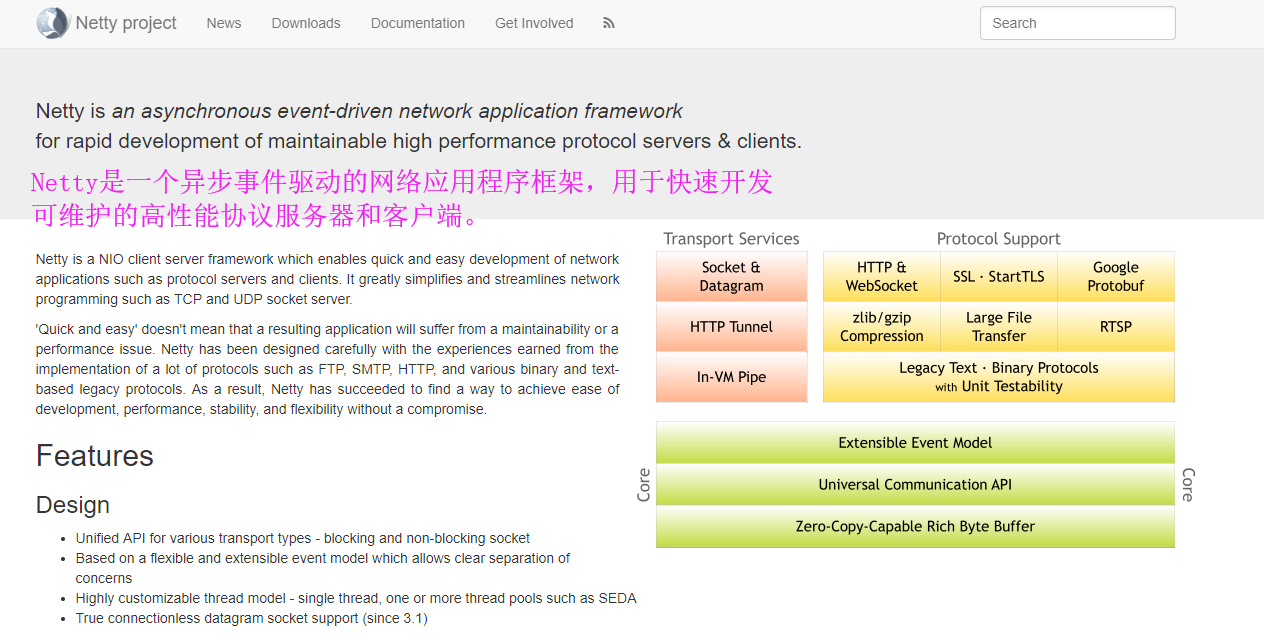 Netty project
News
Downloads
Documentation
Get Involved
Search
Netty is an asynchronous event-driven network application framework
for rapid development of maintainable high performance protocol servers & clients.
Netty是一个异步事件驱动的网络应用程序框架，用于快速开发
可维护的高性能协议服务器和客户端。
Netty is a NIO client server framework which enables quick and easy development of network
applications such as protocol servers and clients. It greatly simplifies and streamlines network
programming such as TCP and UDP socket server.
'Quick and easy' doesn't mean that a resulting application will suffer from a maintainability or a
performance issue. Netty has been designed carefully with the experiences earned from the
implementation of a lot of protocols such as FTP, SMTP, HTTP, and various binary and text-
based legacy protocols. As a result, Netty has succeeded to find a way to achieve ease of
development, performance, stability, and flexibility without a compromise.
Features
Design
• Unified API for various transport types - blocking and non-blocking socket
• Based on a flexible and extensible event model which allows clear separation of
concerns
• Highly customizable thread model - single thread, one or more thread pools such as SEDA
• True connectionless datagram socket support (since 3.1)
Transport Services
Socket &
Datagram
HTTP Tunnel
In-VM Pipe
Protocol Support
HTTP &
WebSocket
SSL · StartTLS
Google
Protobuf
zlib/gzip
Compression
Large File
Transfer
RTSP
Legacy Text · Binary Protocols
with Unit Testability
Core
Extensible Event Model
Universal Communication API
Zero-Copy-Capable Rich Byte Buffer
Core